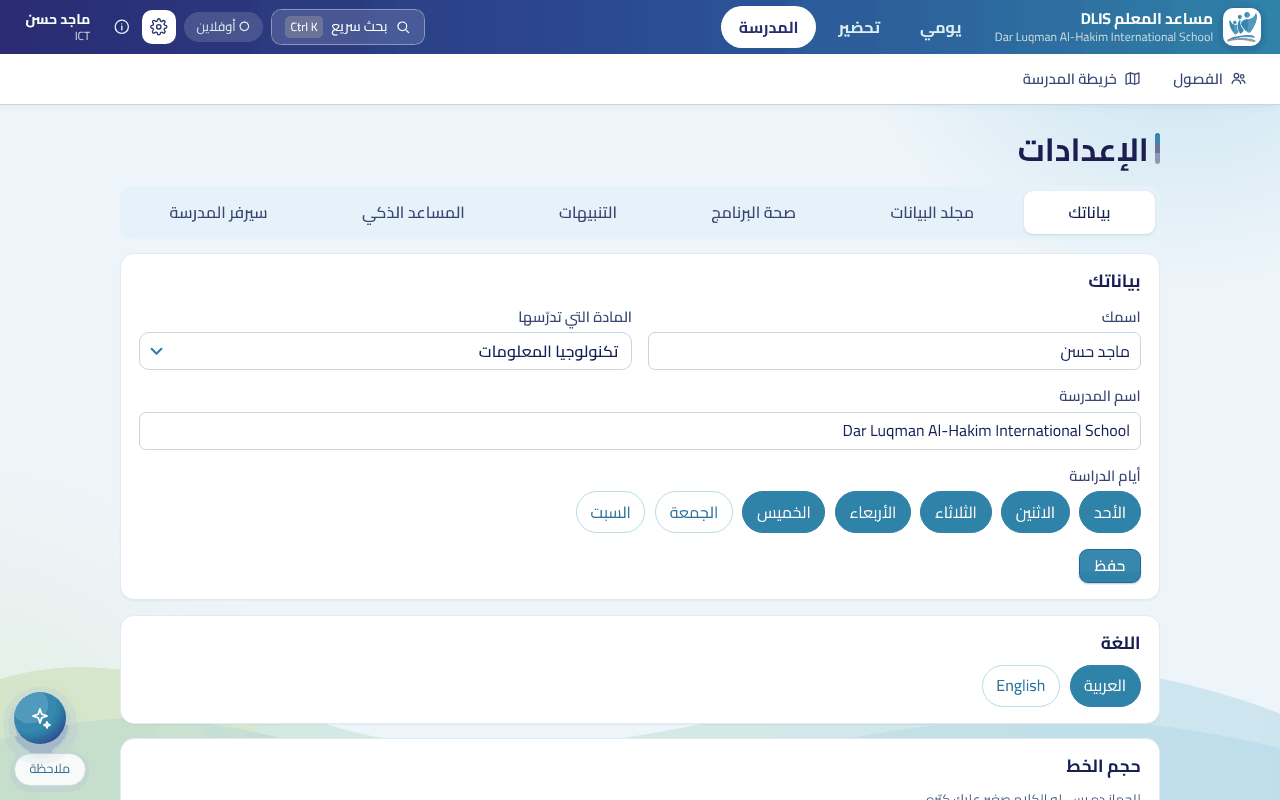 مساعد المعلم DLIS
Dar Luqman Al-Hakim International School
يومي
تحضير
المدرسة
بحث سريع Ctrl K
أوفلاين
ماجد حسن
ICT
الفصول
خريطة المدرسة
الإعدادات
بياناتك
مجلد البيانات
صحة البرنامج
التنبيهات
المساعد الذكي
سيرفر المدرسة
بياناتك
اسمك
المادة التي تدرّسها
ماجد حسن
تكنولوجيا المعلومات
اسم المدرسة
Dar Luqman Al-Hakim International School
أيام الدراسة
الأحد
الاثنين
الثلاثاء
الأربعاء
الخميس
الجمعة
السبت
حفظ
اللغة
العربية
English
حجم الخط
ملاحظة